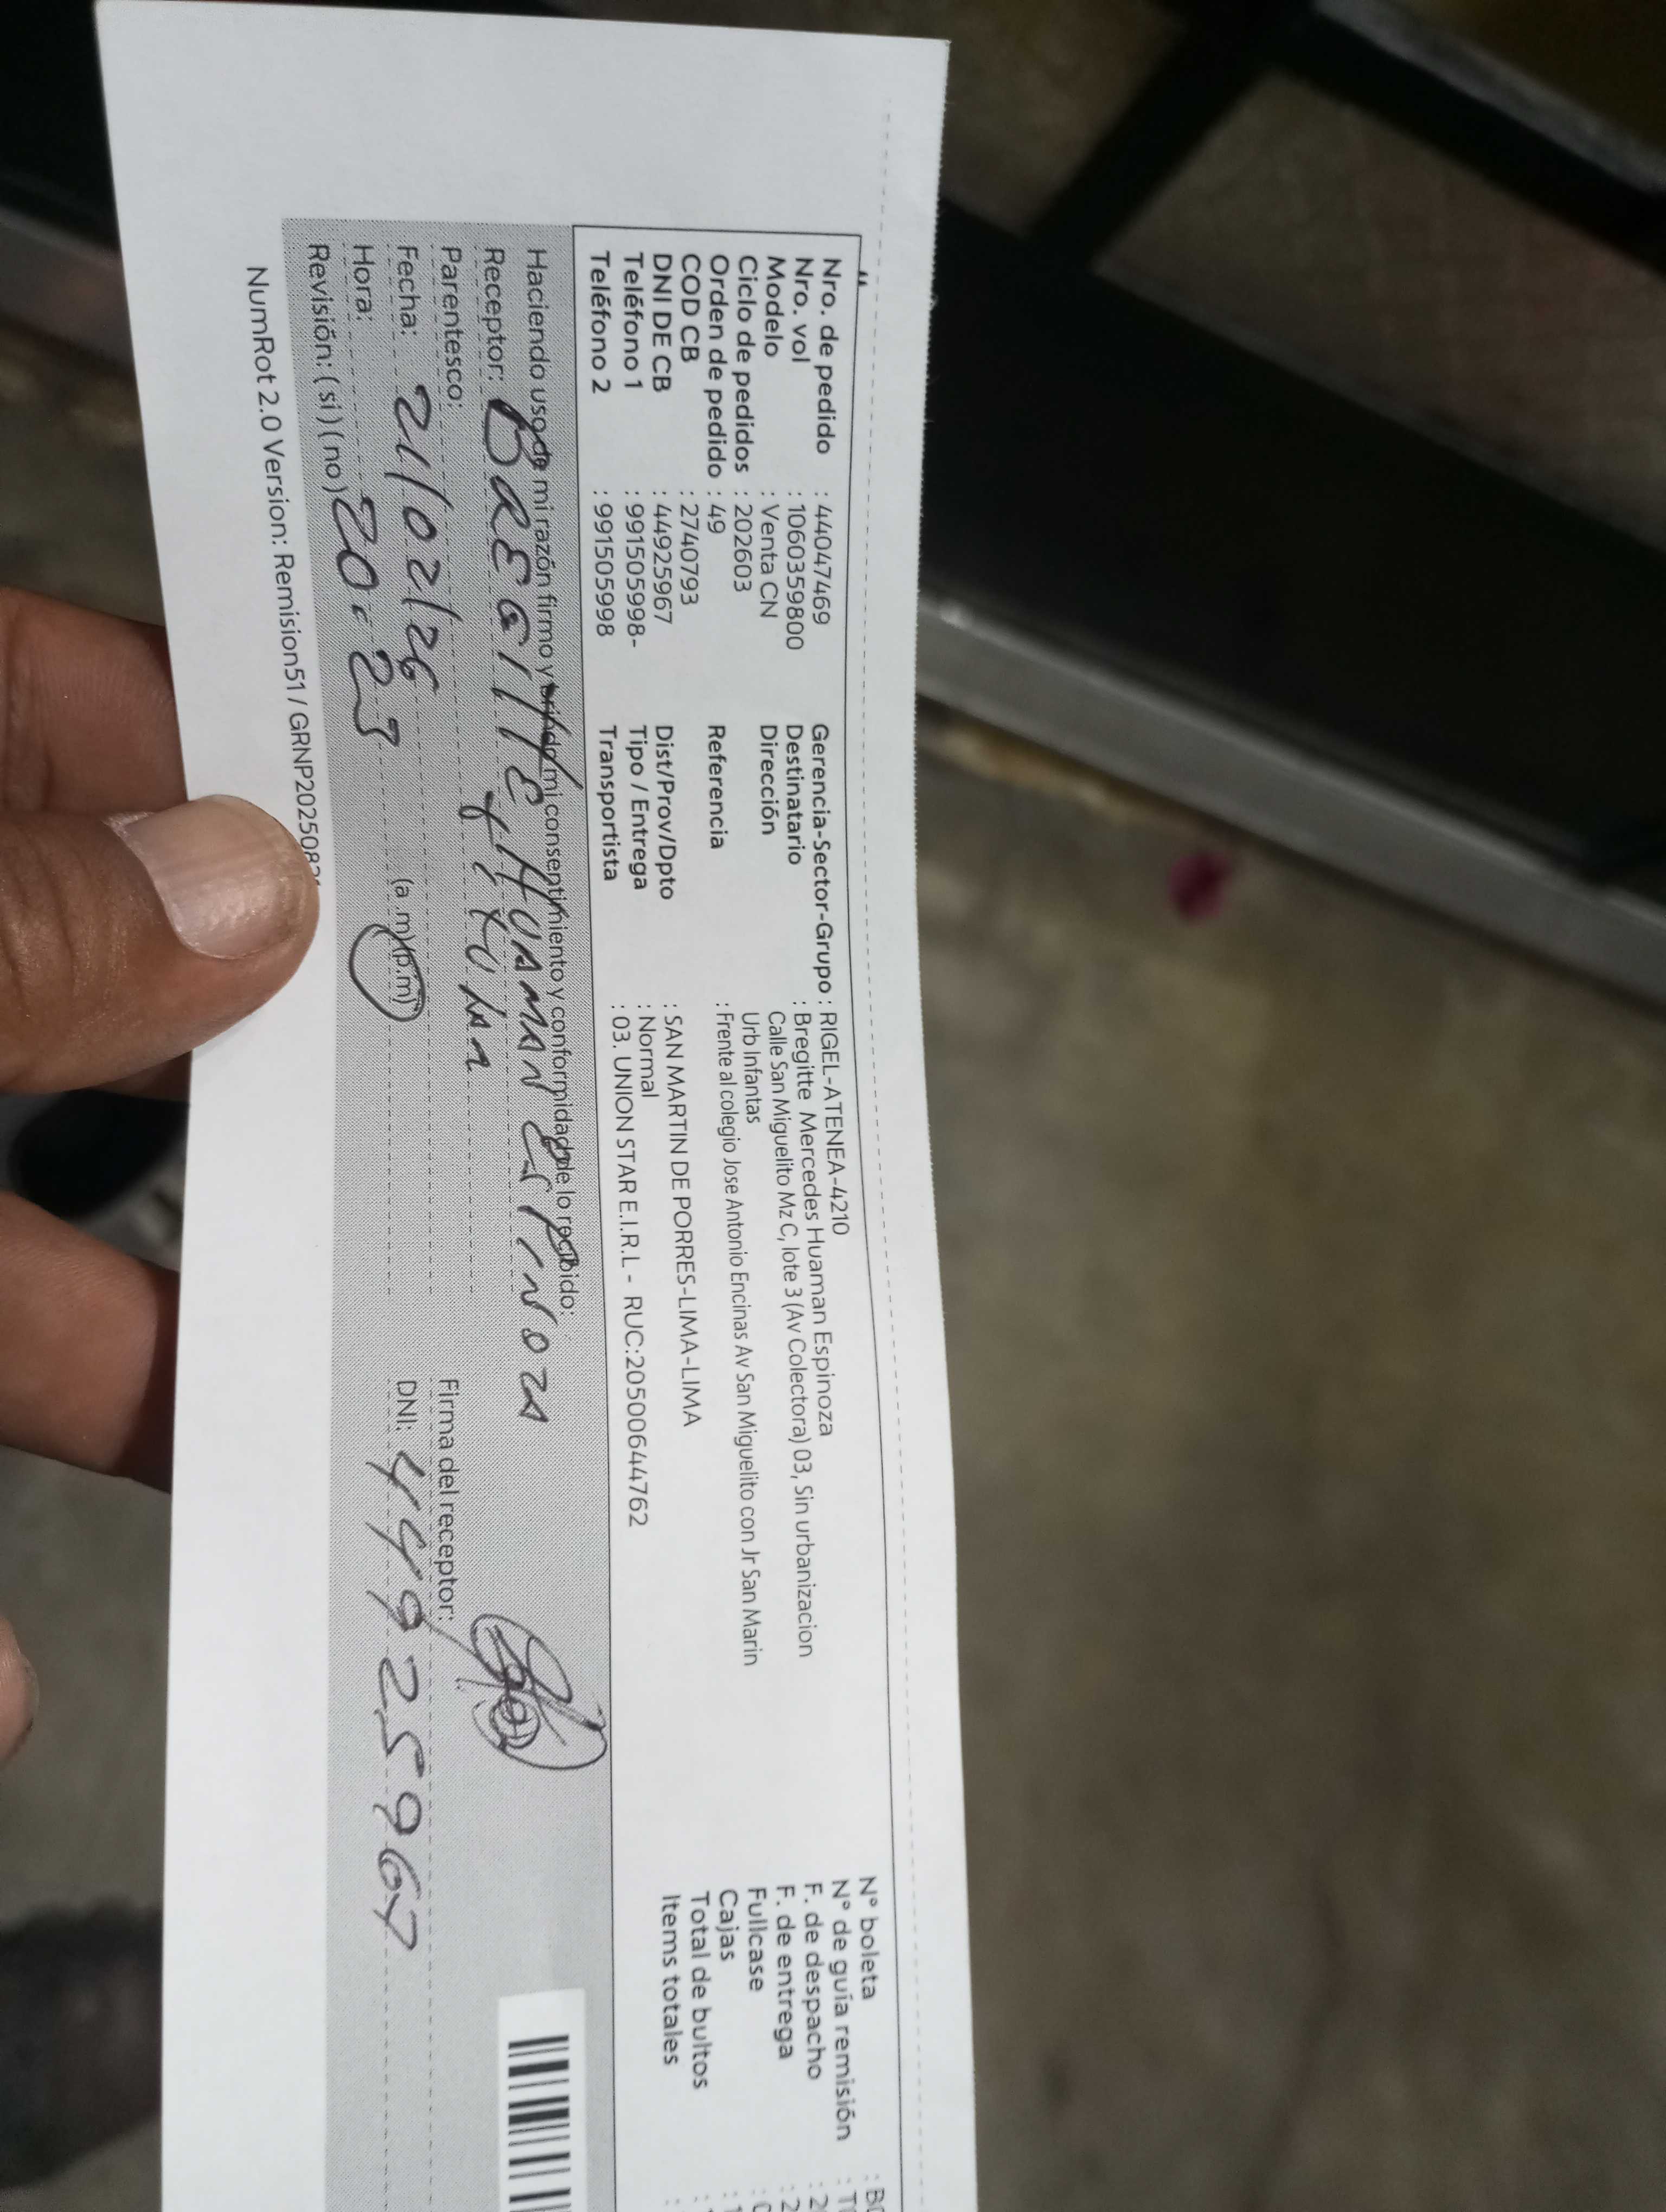 Nro. de pedido : 44047469
Nro. vol : 1060359800
Modelo : Venta CN
Ciclo de pedidos : 202603
Orden de pedido : 49
COD CB : 2740793
DNI DE CB : 44925967
Teléfono 1 : 991505998-
Teléfono 2 : 991505998
Gerencia-Sector-Grupo : RIGEL-ATENEA-4210
Destinatario : Bregitte Mercedes Huaman Espinoza
Dirección Calle San Miguelito Mz C, lote 3 (Av Colectora) 03, Sin urbanizacion
Urb Infantas
Referencia : Frente al colegio Jose Antonio Encinas Av San Miguelito con Jr San Marin
Dist/Prov/Dpto : SAN MARTIN DE PORRES-LIMA-LIMA
Tipo / Entrega : Normal
Transportista : 03. UNION STAR E.I.R.L - RUC:20500644762
N° boleta
N° de guía remisión
F. de despacho
F. de entrega
Fullcase
Cajas
Total de bultos
Items totales
Haciendo uso de mi razón firmo y brindo mi consentimiento y conformidad de lo recibido:
Receptor: BREGITTE HUAMAN ESPINOZA
Parentesco:
Fecha: 21/02/26
Hora: 20:23 (a.m) (p.m)
Revisión: (si) (no)
Firma del receptor:
DNI: 44925967
NumRot 2.0 Version: Remision51 / GRNP2025082